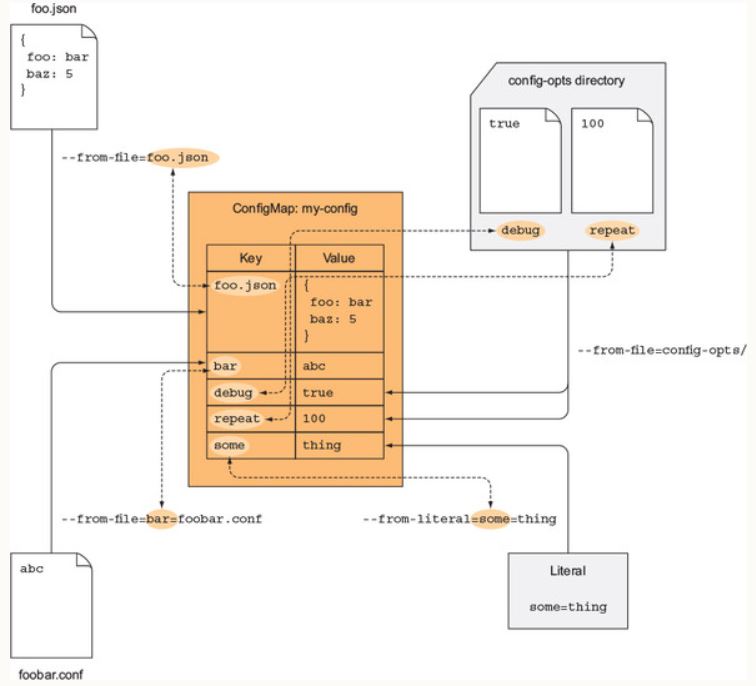 foo.json
{
foo: bar
baz: 5
}
--from-file=foo.json
config-opts directory
true
100
debug
repeat
ConfigMap: my-config
Key
Value
foo.json
{
foo: bar
baz: 5
}
bar
abc
debug
true
repeat
100
some
thing
--from-file=config-opts/
--from-file=bar=foobar.conf
--from-literal=some=thing
abc
foobar.conf
Literal
some=thing